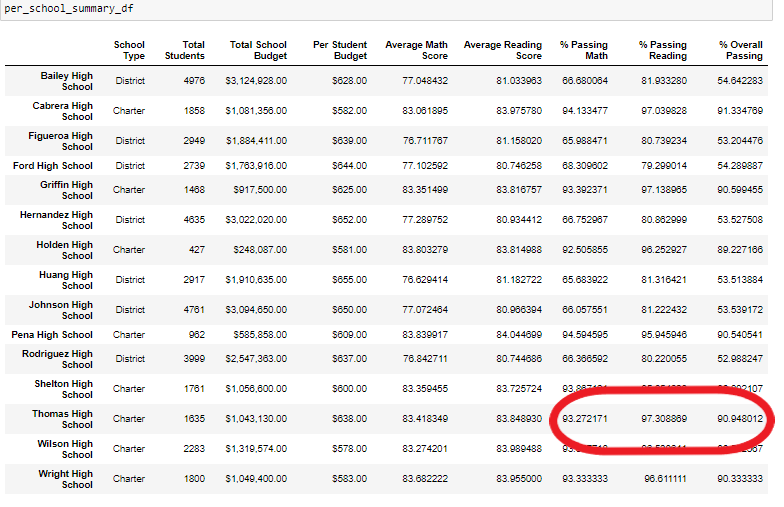 per_school_summary_df
School Type Total Students Total School Budget Per Student Budget Average Math Score Average Reading Score % Passing Math % Passing Reading % Overall Passing
Bailey High School District 4976 $3,124,928.00 $628.00 77.048432 81.033963 66.680064 81.933280 54.642283
Cabrera High School Charter 1858 $1,081,356.00 $582.00 83.061895 83.975780 94.133477 97.039828 91.334769
Figueroa High School District 2949 $1,884,411.00 $639.00 76.711767 81.158020 65.988471 80.739234 53.204476
Ford High School District 2739 $1,763,916.00 $644.00 77.102592 80.746258 68.309602 79.299014 54.289887
Griffin High School Charter 1468 $917,500.00 $625.00 83.351499 83.816757 93.392371 97.138965 90.599455
Hernandez High School District 4635 $3,022,020.00 $652.00 77.289752 80.934412 66.752967 80.862999 53.527508
Holden High School Charter 427 $248,087.00 $581.00 83.803279 83.814988 92.505855 96.252927 89.227166
Huang High School District 2917 $1,910,635.00 $655.00 76.629414 81.182722 65.683922 81.316421 53.513884
Johnson High School District 4761 $3,094,650.00 $650.00 77.072464 80.966394 66.057551 81.222432 53.539172
Pena High School Charter 962 $585,858.00 $609.00 83.839917 84.044699 94.594595 95.945946 90.540541
Rodriguez High School District 3999 $2,547,363.00 $637.00 76.842711 80.744686 66.366592 80.220055 52.988247
Shelton High School Charter 1761 $1,056,600.00 $600.00 83.359455 83.725724
Thomas High School Charter 1635 $1,043,130.00 $638.00 83.418349 83.848930 93.272171 97.308869 90.948012
Wilson High School Charter 2283 $1,319,574.00 $578.00 83.274201 83.989488
Wright High School Charter 1800 $1,049,400.00 $583.00 83.682222 83.955000 93.333333 96.611111 90.333333